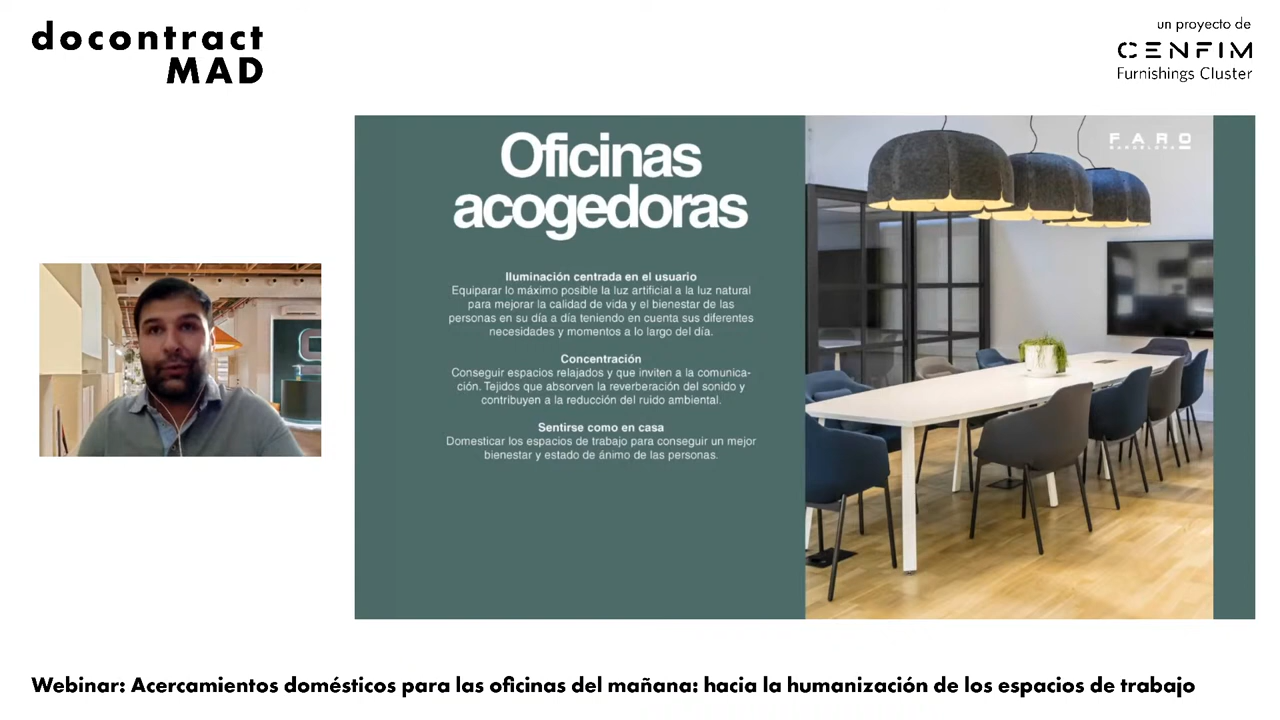 docontract
MAD
un proyecto de
CENFIM
Furnishings Cluster
Oficinas
acogedoras
Iluminación centrada en el usuario
Equiparar lo máximo posible la luz artificial a la luz natural
para mejorar la calidad de vida y el bienestar de las
personas en su día a día teniendo en cuenta sus diferentes
necesidades y momentos a lo largo del día.
Concentración
Conseguir espacios relajados y que inviten a la comunica-
ción. Tejidos que absorven la reverberación del sonido y
contribuyen a la reducción del ruido ambiental.
Sentirse como en casa
Domesticar los espacios de trabajo para conseguir un mejor
bienestar y estado de ánimo de las personas.
FARO
BARCELONA
Webinar: Acercamientos domésticos para las oficinas del mañana: hacia la humanización de los espacios de trabajo